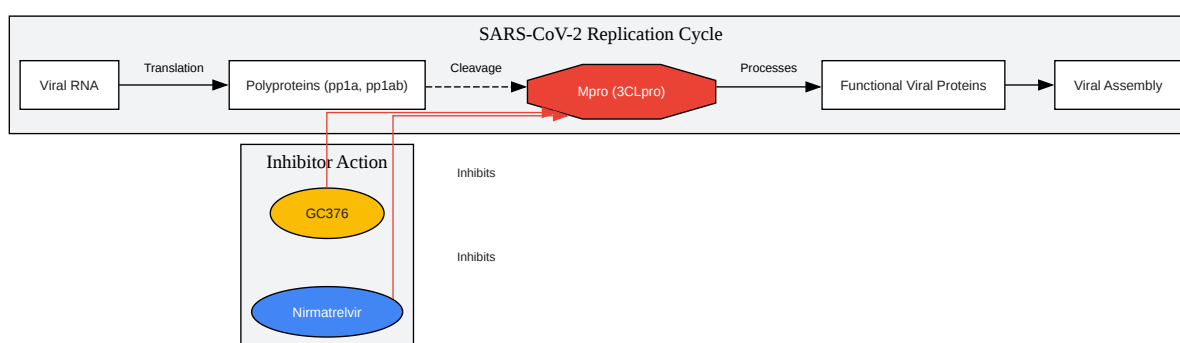 SARS-CoV-2 Replication Cycle
Viral RNA
Translation
Polyproteins (pp1a, pp1ab)
Cleavage
Mpro (3CLpro)
Processes
Functional Viral Proteins
Viral Assembly
Inhibitor Action
Inhibits
GC376
Inhibits
Nirmatrelvir